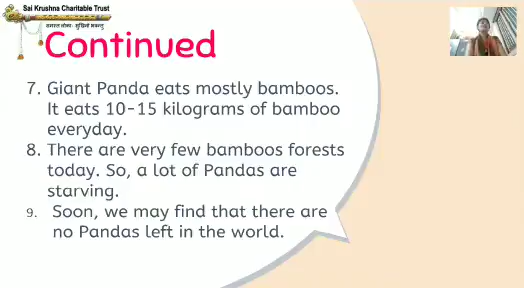 Sai Krushna Charitable Trust
समस्त लोकाः सुखिनो भवन्तु
Continued
7. Giant Panda eats mostly bamboos.
It eats 10-15 kilograms of bamboo
everyday.
8. There are very few bamboos forests
today. So, a lot of Pandas are
starving.
9. Soon, we may find that there are
no Pandas left in the world.